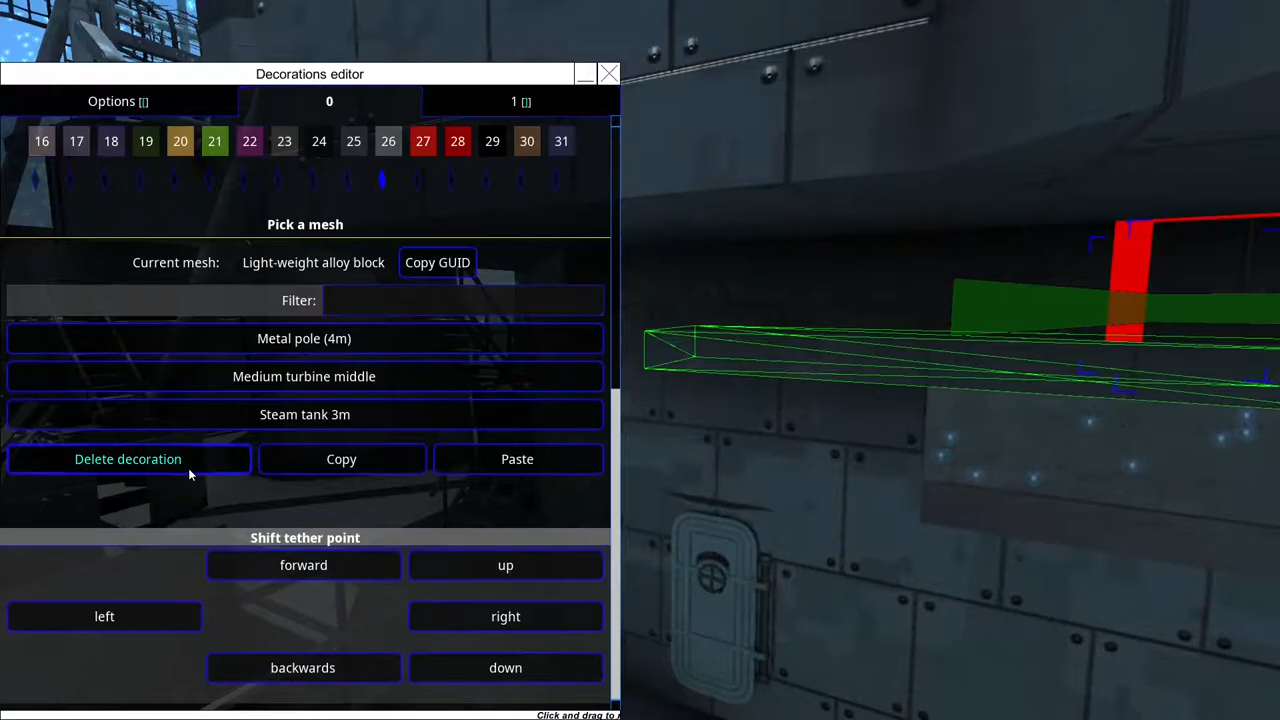 Decorations editor
Options []
0
1 []
16 17 18 19 20 21 22 23 24 25 26 27 28 29 30 31
Pick a mesh
Current mesh: Light-weight alloy block Copy GUID
Filter:
Metal pole (4m)
Medium turbine middle
Steam tank 3m
Delete decoration Copy Paste
Shift tether point
forward up
left right
backwards down
Click and drag to